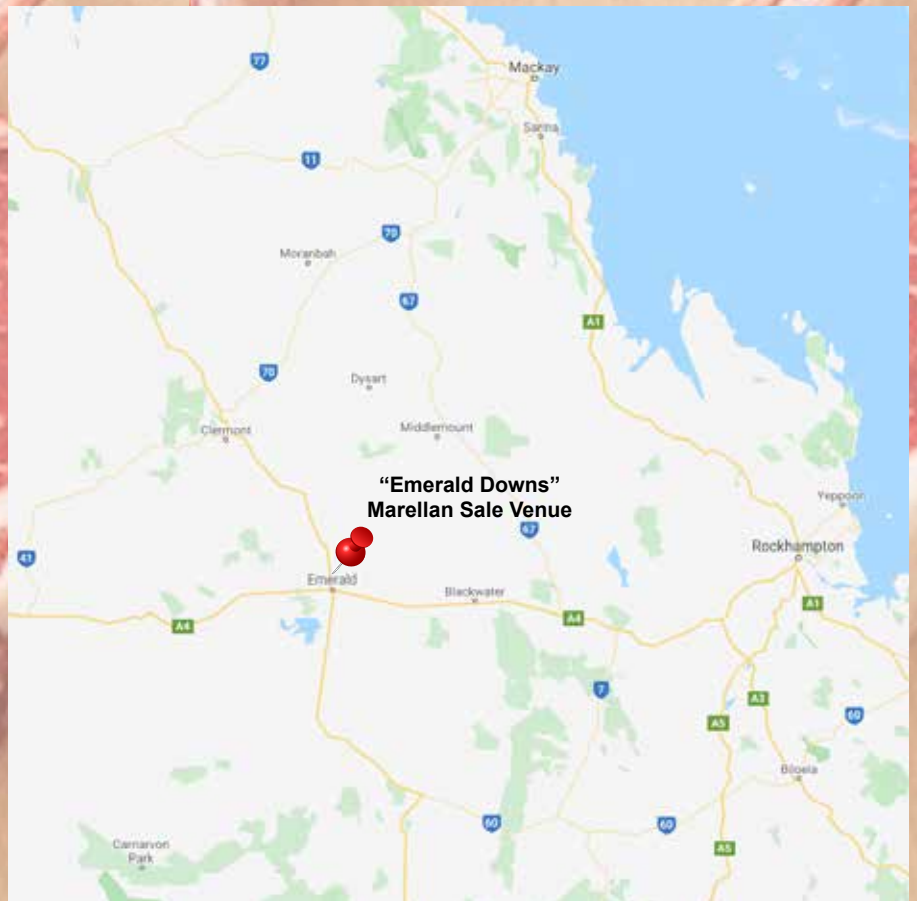 77
Mackay
Sarina
11
70
Moranbah
67
A1
70
Dysart
Clermont
Middlemount
“Emerald Downs”
Marellan Sale Venue
67
Yeppoon
41
Rockhampton
Emerald
Blackwater
A4
A4
A1
7
A5
A3
60
Biloela
60
60
Carnarvon
Park
A5